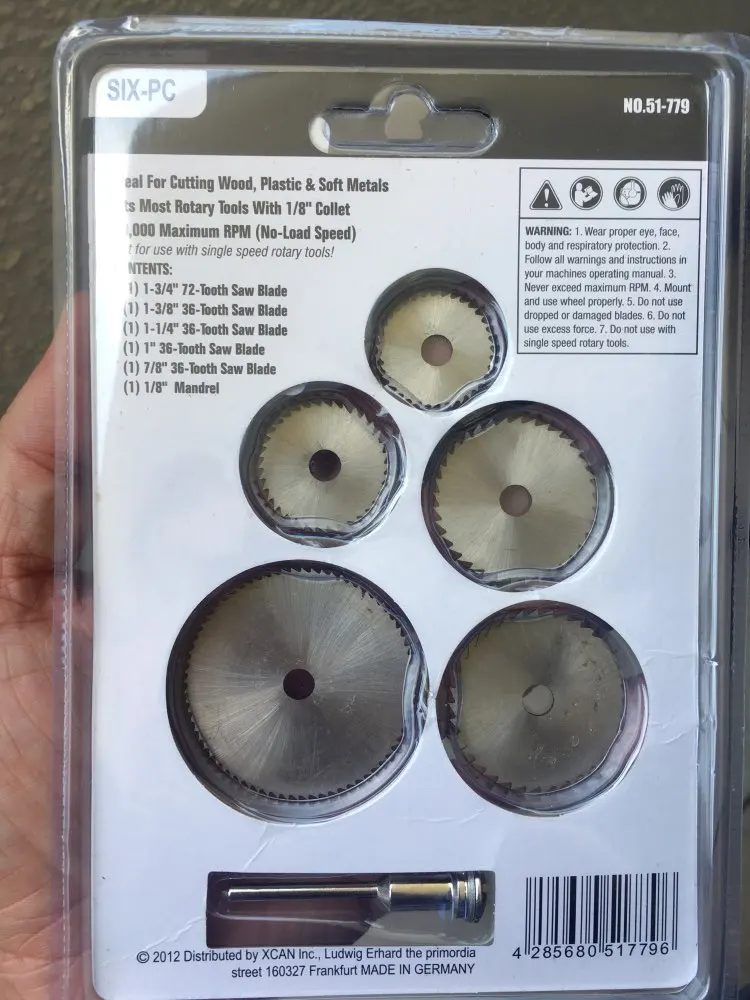 SIX-PC
NO.51-779
eal For Cutting Wood, Plastic & Soft Metals
ts Most Rotary Tools With 1/8" Collet
,000 Maximum RPM (No-Load Speed)
t for use with single speed rotary tools!
NTENTS:
1) 1-3/4" 72-Tooth Saw Blade
(1) 1-3/8" 36-Tooth Saw Blade
(1) 1-1/4" 36-Tooth Saw Blade
(1) 1" 36-Tooth Saw Blade
(1) 7/8" 36-Tooth Saw Blade
(1) 1/8" Mandrel
WARNING: 1. Wear proper eye, face,
body and respiratory protection. 2.
Follow all warnings and instructions in
your machines operating manual. 3.
Never exceed maximum RPM. 4. Mount
and use wheel properly. 5. Do not use
dropped or damaged blades. 6. Do not
use excess force. 7. Do not use with
single speed rotary tools.
© 2012 Distributed by XCAN Inc., Ludwig Erhard the primordia
street 160327 Frankfurt MADE IN GERMANY
4 285680 517796